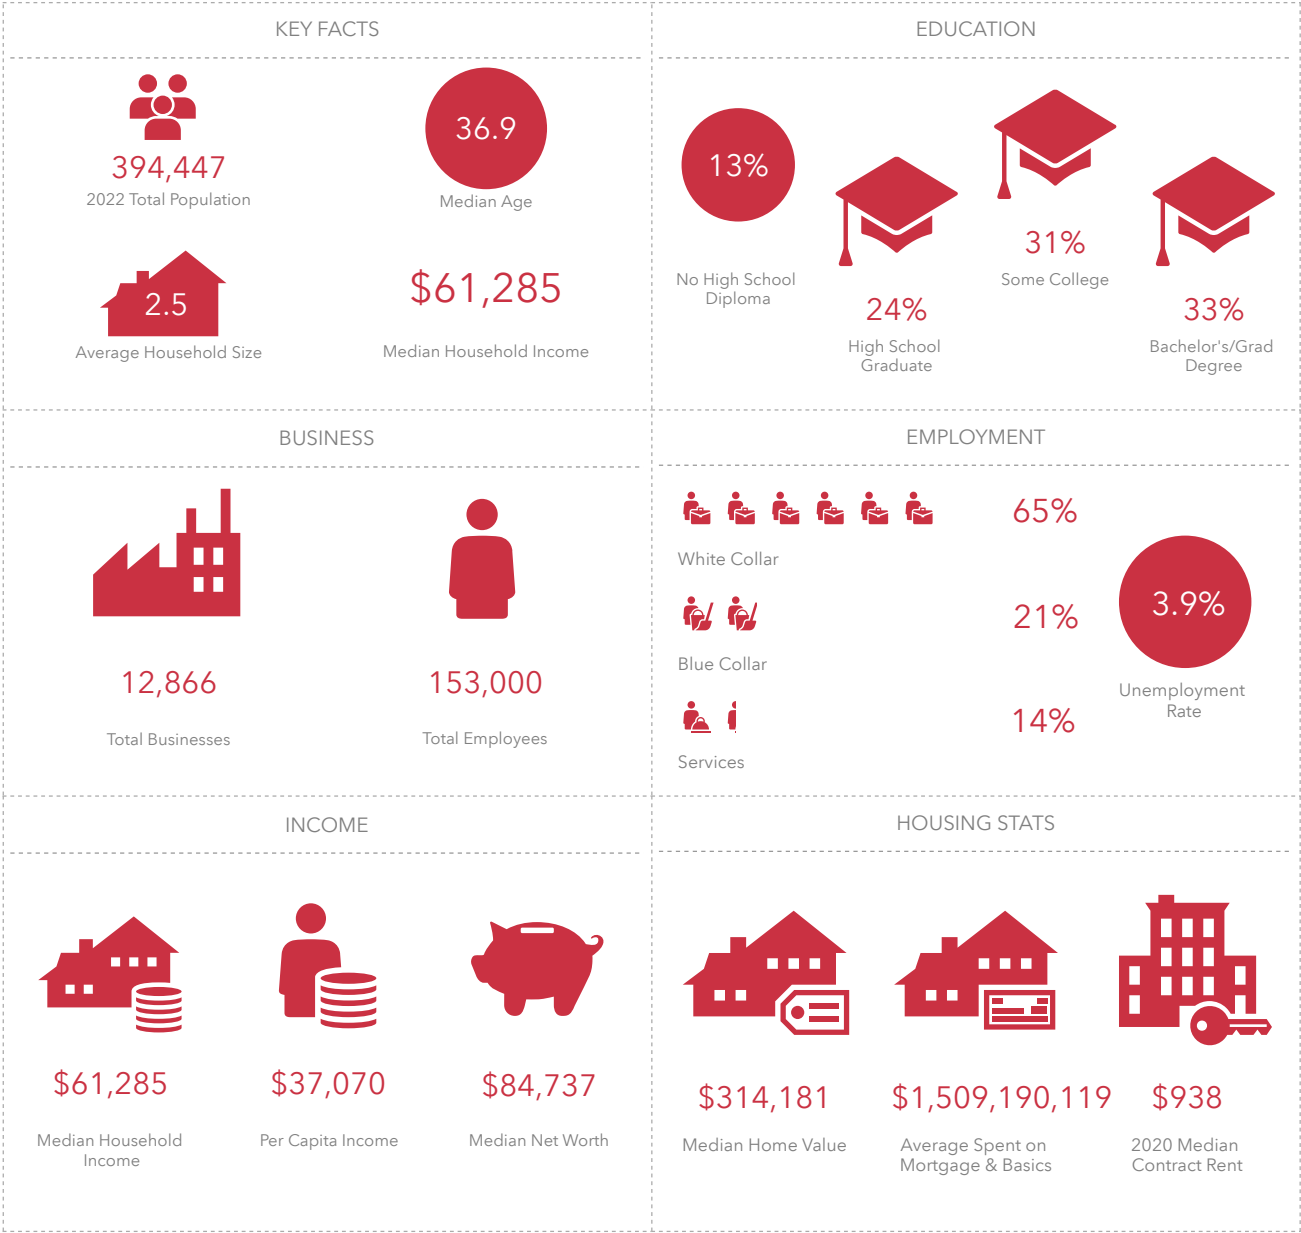 KEY FACTS
394,447
2022 Total Population
36.9
Median Age
2.5
Average Household Size
$61,285
Median Household Income
EDUCATION
13%
No High School
Diploma
24%
High School
Graduate
31%
Some College
33%
Bachelor's/Grad
Degree
BUSINESS
12,866
Total Businesses
153,000
Total Employees
EMPLOYMENT
65%
White Collar
21%
Blue Collar
14%
Services
3.9%
Unemployment
Rate
INCOME
$61,285
Median Household
Income
$37,070
Per Capita Income
$84,737
Median Net Worth
HOUSING STATS
$314,181
Median Home Value
$1,509,190,119
Average Spent on
Mortgage & Basics
$938
2020 Median
Contract Rent